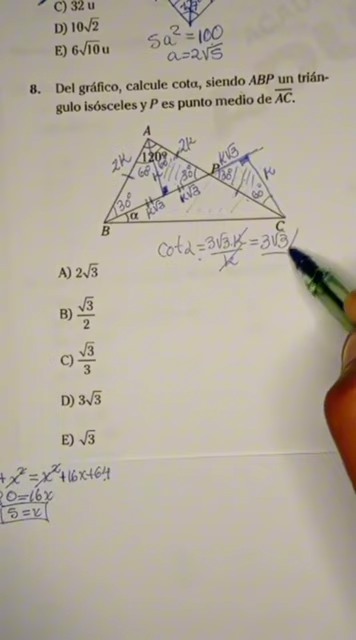 C) 32 u
D) 10√2
E) 6√10 u
5a² = 100
a = 2√5
8. Del gráfico, calcule cotα, siendo ABP un trián-
gulo isósceles y P es punto medio de AC.
A
120°
60° 60°
2k
2k
k
30°
30°
α
k√3
k√3
P
k√3
30°
k
60°
B
C
cotα = 3√3.k / k = 3√3
A) 2√3
B) √3/2
C) √3/3
D) 3√3
E) √3
+x² = x² + 16x + 64
0 = 16x
5 = x